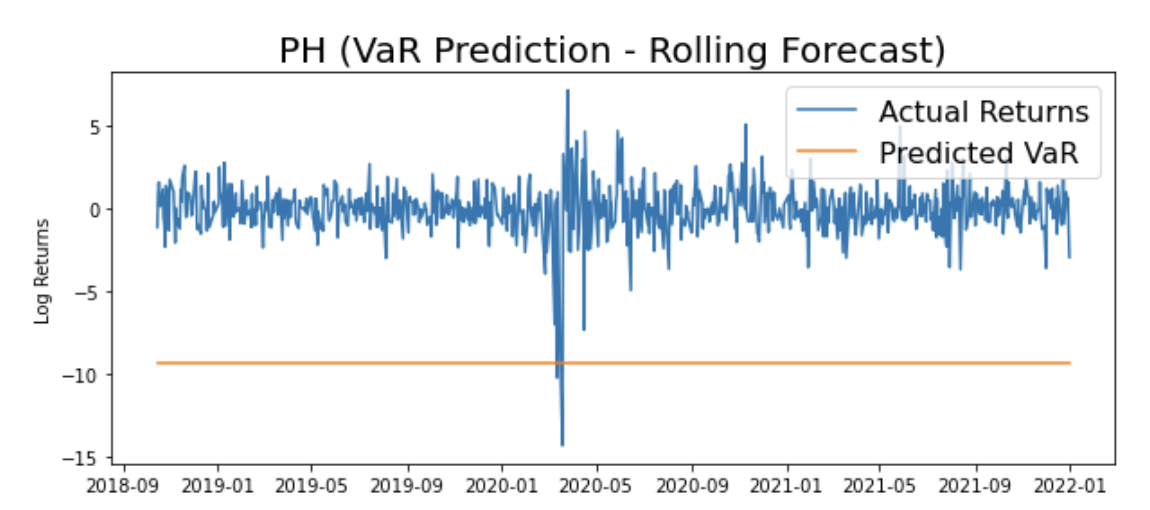 PH (VaR Prediction - Rolling Forecast)
Actual Returns
Predicted VaR
Log Returns
5
0
−5
−10
−15
2018-09 2019-01 2019-05 2019-09 2020-01 2020-05 2020-09 2021-01 2021-05 2021-09 2022-01